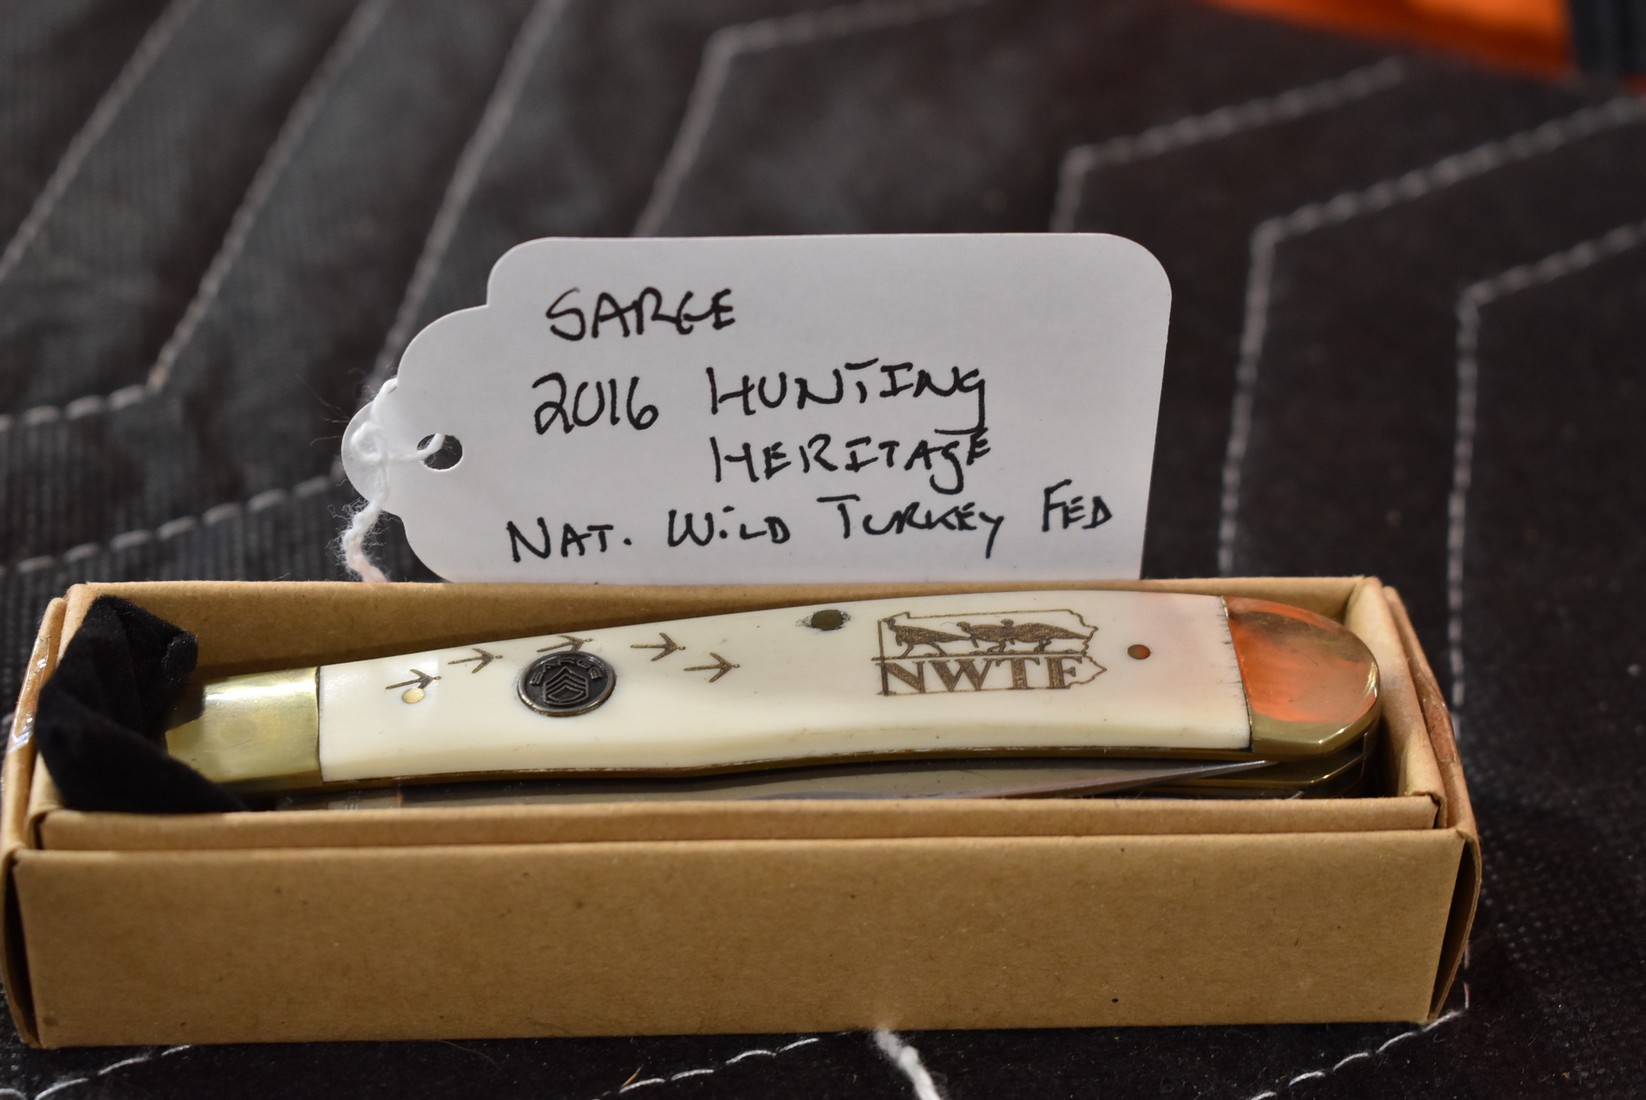 SARGE
2016 HUNTING
HERITAGE
NAT. WILD TURKEY FED
NWTF